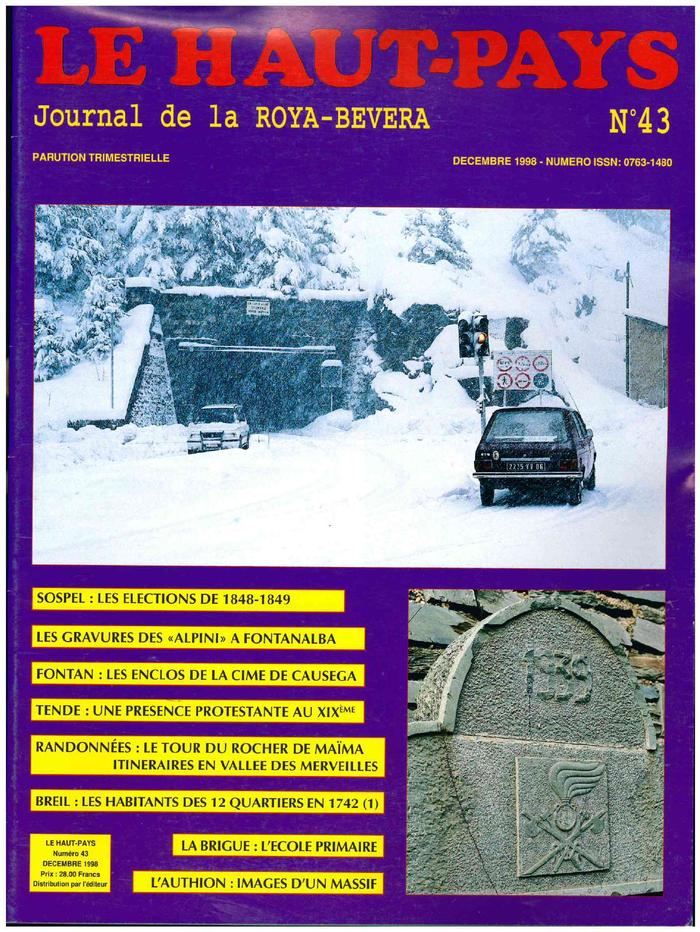 LE HAUT-PAYS
Journal de la ROYA-BEVERA
N°43
PARUTION TRIMESTRIELLE
DECEMBRE 1998 - NUMERO ISSN: 0763-1480
2225 VV 06
SOSPEL : LES ELECTIONS DE 1848-1849
LES GRAVURES DES «ALPINI» A FONTANALBA
FONTAN : LES ENCLOS DE LA CIME DE CAUSEGA
TENDE : UNE PRESENCE PROTESTANTE AU XIXÈME
RANDONNÉES : LE TOUR DU ROCHER DE MAÏMA
ITINERAIRES EN VALLEE DES MERVEILLES
BREIL : LES HABITANTS DES 12 QUARTIERS EN 1742 (1)
LA BRIGUE : L'ECOLE PRIMAIRE
L'AUTHION : IMAGES D'UN MASSIF
LE HAUT-PAYS
Numéro 43
DECEMBRE 1998
Prix : 28,00 Francs
Distribution par l'éditeur
1939